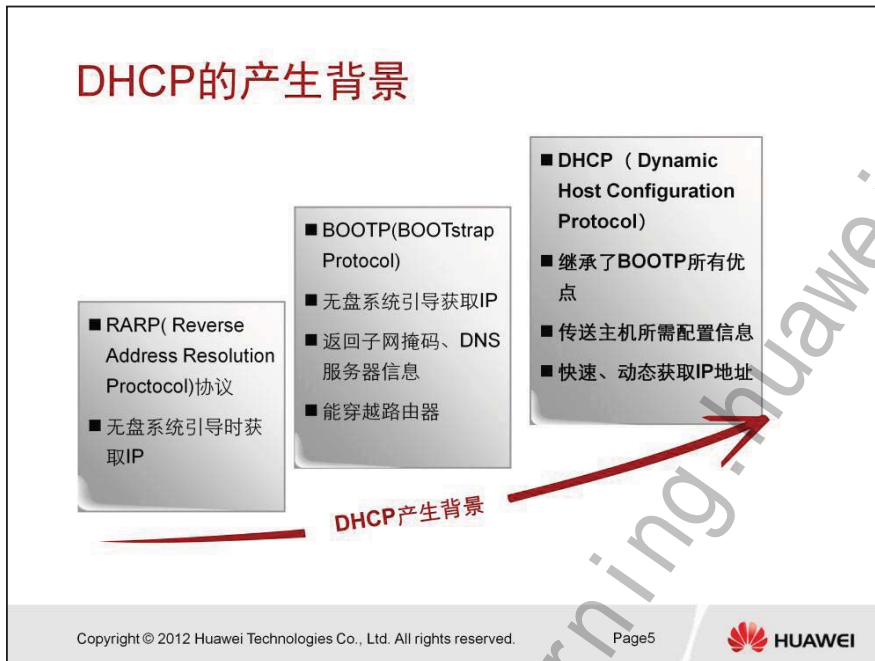 DHCP的产生背景
■ RARP( Reverse
Address Resolution
Proctocol)协议
■ 无盘系统引导时获
取IP
■ BOOTP(BOOTstrap
Protocol)
■ 无盘系统引导获取IP
■ 返回子网掩码、DNS
服务器信息
■ 能穿越路由器
■ DHCP （ Dynamic
Host Configuration
Protocol）
■ 继承了BOOTP所有优
点
■ 传送主机所需配置信息
■ 快速、动态获取IP地址
DHCP产生背景
rning.huawei.
Copyright © 2012 Huawei Technologies Co., Ltd. All rights reserved.
Page5
HUAWEI